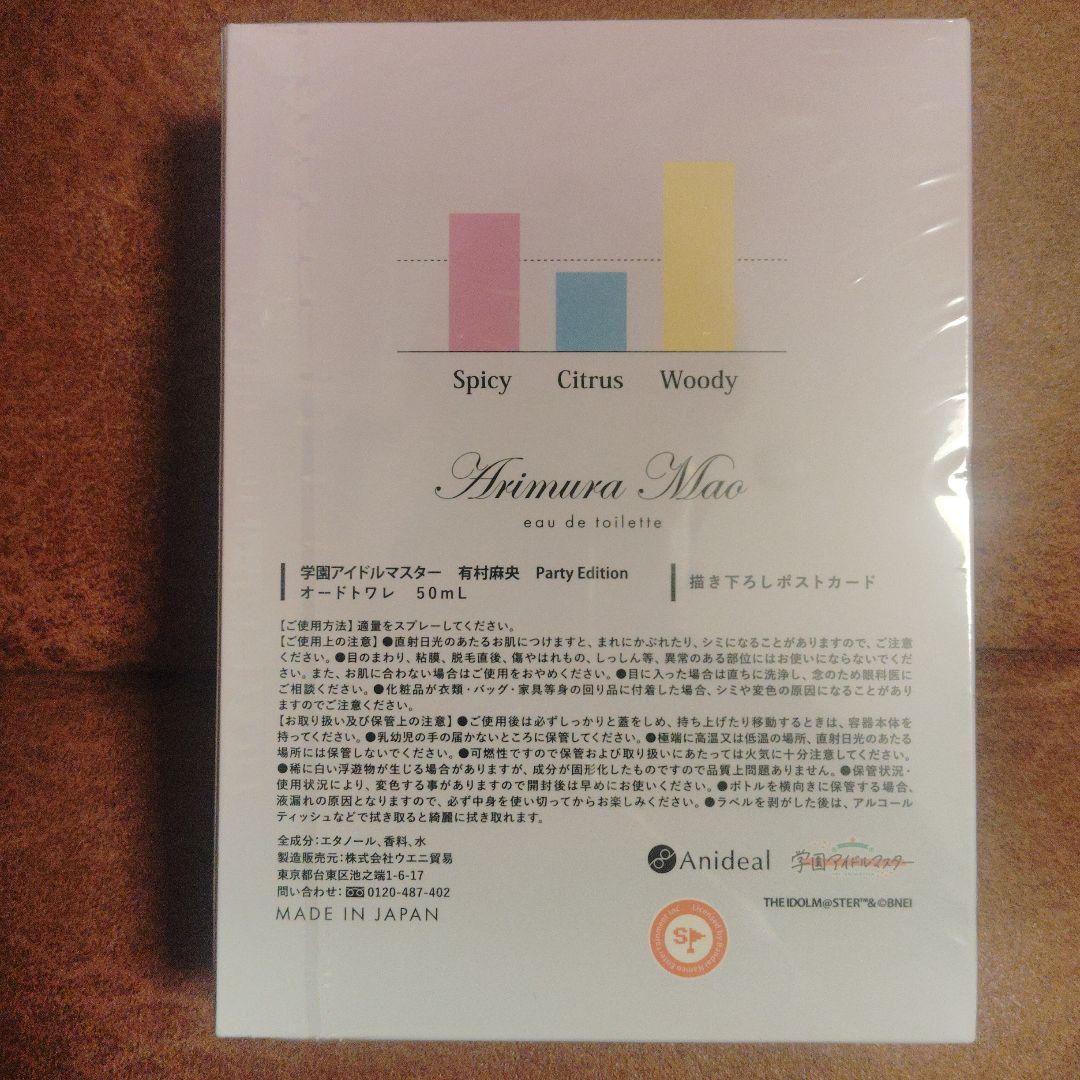 Spicy Citrus Woody
Arimura Mao
eau de toilette
学園アイドルマスター 有村麻央 Party Edition
オードトワレ 50mL
描き下ろしポストカード
【ご使用方法】適量をスプレーしてください。
【ご使用上の注意】●直射日光のあたるお肌につけますと、まれにかぶれたり、シミになることがありますので、ご注意
ください。●目のまわり、粘膜、脱毛直後、傷やはれもの、しっしん等、異常のある部位にはお使いにならないでくだ
さい。また、お肌に合わない場合はご使用をおやめください。●目に入った場合は直ちに洗浄し、念のため眼科医に
ご相談ください。●化粧品が衣類・バッグ・家具等身の回り品に付着した場合、シミや変色の原因になることがあり
ますのでご注意ください。
【お取り扱い及び保管上の注意】●ご使用後は必ずしっかりと蓋をしめ、持ち上げたり移動するときは、容器本体を
持ってください。●乳幼児の手の届かないところに保管してください。●極端に高温又は低温の場所、直射日光のあたる
場所には保管しないでください。●可燃性ですので保管および取り扱いにあたっては火気に十分注意してください。
●稀に白い浮遊物が生じる場合がありますが、成分が固形化したものですので品質上問題ありません。●保管状況・
使用状況により、変色する事がありますので開封後は早めにお使いください。●ボトルを横向きに保管する場合、
液漏れの原因となりますので、必ず中身を使い切ってからお楽しみください。●ラベルを剥がした後は、アルコール
ティッシュなどで拭き取ると綺麗に拭き取れます。
全成分：エタノール、香料、水
製造販売元：株式会社ウエニ貿易
東京都台東区池之端1-6-17
問い合わせ：0120-487-402
MADE IN JAPAN
Anideal
学園アイドルマスター
THE IDOLM@STER™&©BNEI
Licensed by Bandai Namco Entertainment Inc.
S